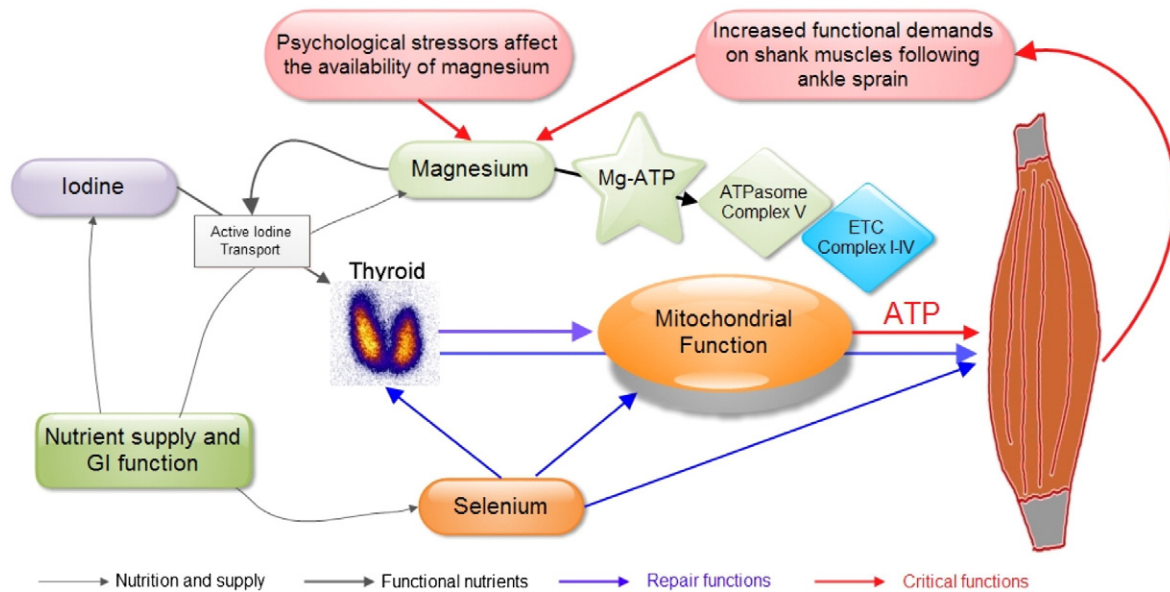 Psychological stressors affect
the availability of magnesium
Increased functional demands
on shank muscles following
ankle sprain
Iodine
Magnesium
Mg-ATP
ATPasome
Complex V
ETC
Complex I-IV
Active Iodine
Transport
Thyroid
Mitochondrial
Function
ATP
Nutrient supply and
GI function
Selenium
Nutrition and supply
Functional nutrients
Repair functions
Critical functions